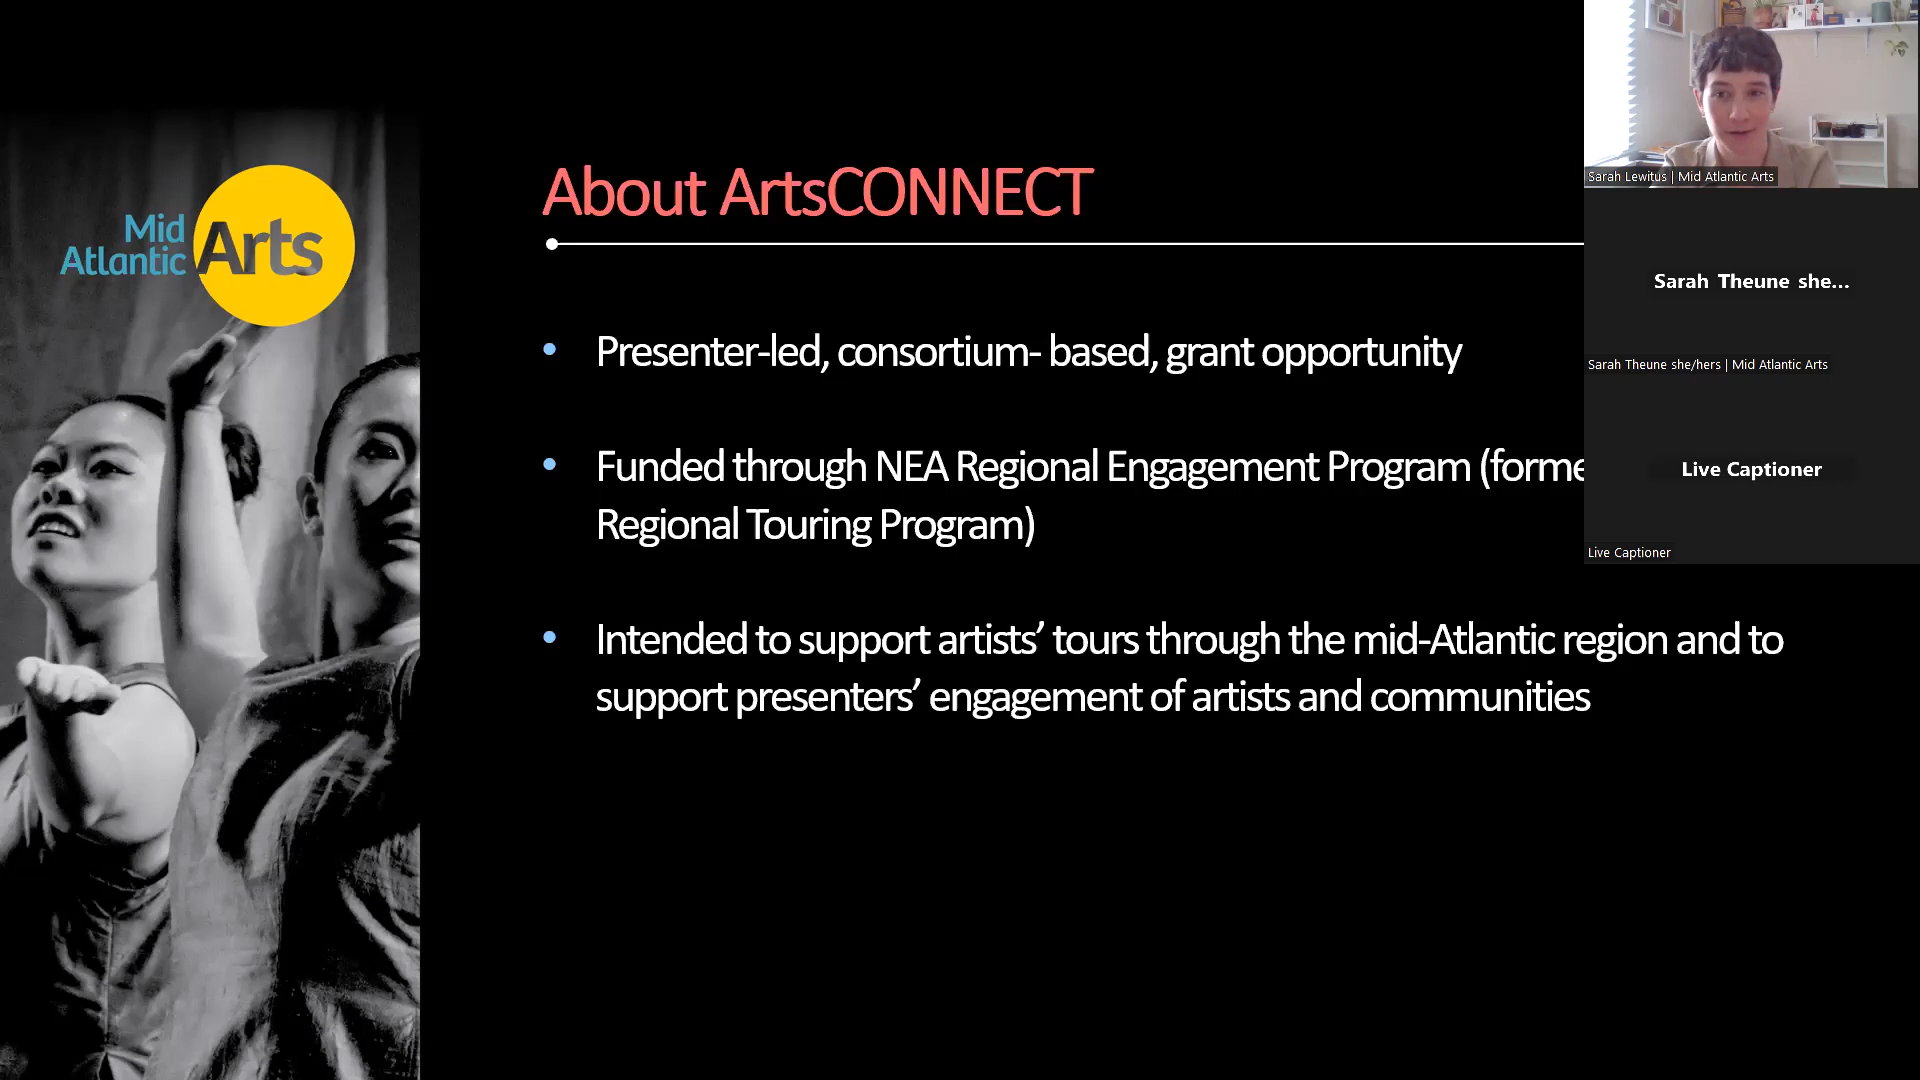 Mid
Atlantic
Arts
About ArtsCONNECT
• Presenter-led, consortium- based, grant opportunity
• Funded through NEA Regional Engagement Program (forme
Regional Touring Program)
• Intended to support artists’ tours through the mid-Atlantic region and to
support presenters’ engagement of artists and communities
Sarah Lewitus | Mid Atlantic Arts
Sarah Theune she...
Sarah Theune she/hers | Mid Atlantic Arts
Live Captioner
Live Captioner